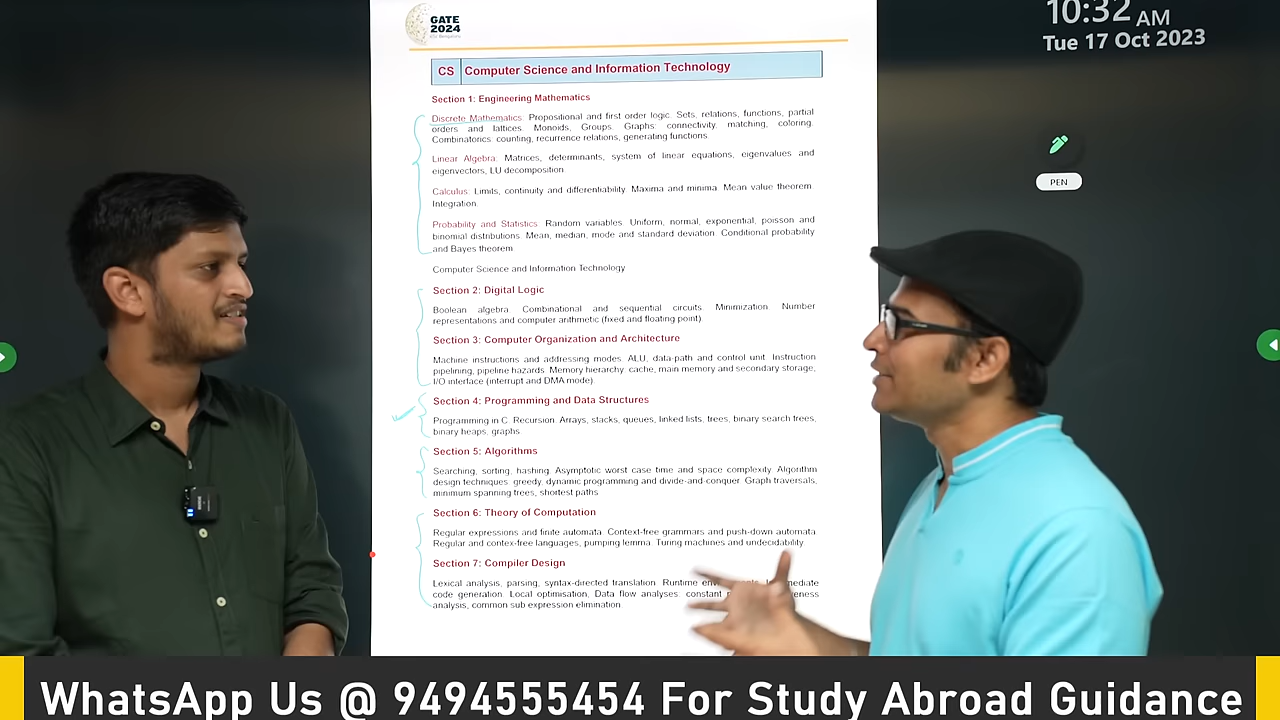 GATE
2024
10:32 AM
Tue 17 Oct 2023
CS Computer Science and Information Technology
Section 1: Engineering Mathematics
Discrete Mathematics: Propositional and first order logic. Sets, relations, functions, partial
orders and lattices. Monoids, Groups. Graphs: connectivity, matching, coloring.
Combinatorics: counting, recurrence relations, generating functions.
PEN
Linear Algebra: Matrices, determinants, system of linear equations, eigenvalues and
eigenvectors, LU decomposition.
Calculus: Limits, continuity and differentiability. Maxima and minima. Mean value theorem.
Integration.
Probability and Statistics: Random variables. Uniform, normal, exponential, poisson and
binomial distributions. Mean, median, mode and standard deviation. Conditional probability
and Bayes theorem.
Computer Science and Information Technology
Section 2: Digital Logic
Boolean algebra. Combinational and sequential circuits. Minimization. Number
representations and computer arithmetic (fixed and floating point).
Section 3: Computer Organization and Architecture
Machine instructions and addressing modes. ALU, data-path and control unit. Instruction
pipelining, pipeline hazards. Memory hierarchy: cache, main memory and secondary storage,
I/O interface (interrupt and DMA mode).
Section 4: Programming and Data Structures
Programming in C. Recursion. Arrays, stacks, queues, linked lists, trees, binary search trees,
binary heaps, graphs.
Section 5: Algorithms
Searching, sorting, hashing. Asymptotic worst case time and space complexity. Algorithm
design techniques: greedy, dynamic programming and divide-and-conquer. Graph traversals,
minimum spanning trees, shortest paths
Section 6: Theory of Computation
Regular expressions and finite automata. Context-free grammars and push-down automata.
Regular and contex-free languages, pumping lemma. Turing machines and undecidability.
Section 7: Compiler Design
Lexical analysis, parsing, syntax-directed translation. Runtime
code generation. Local optimisation, Data flow analyses: constant
analysis, common sub expression elimination.
WhatsApp Us @ 9494555454 For Study Abroad Guidance